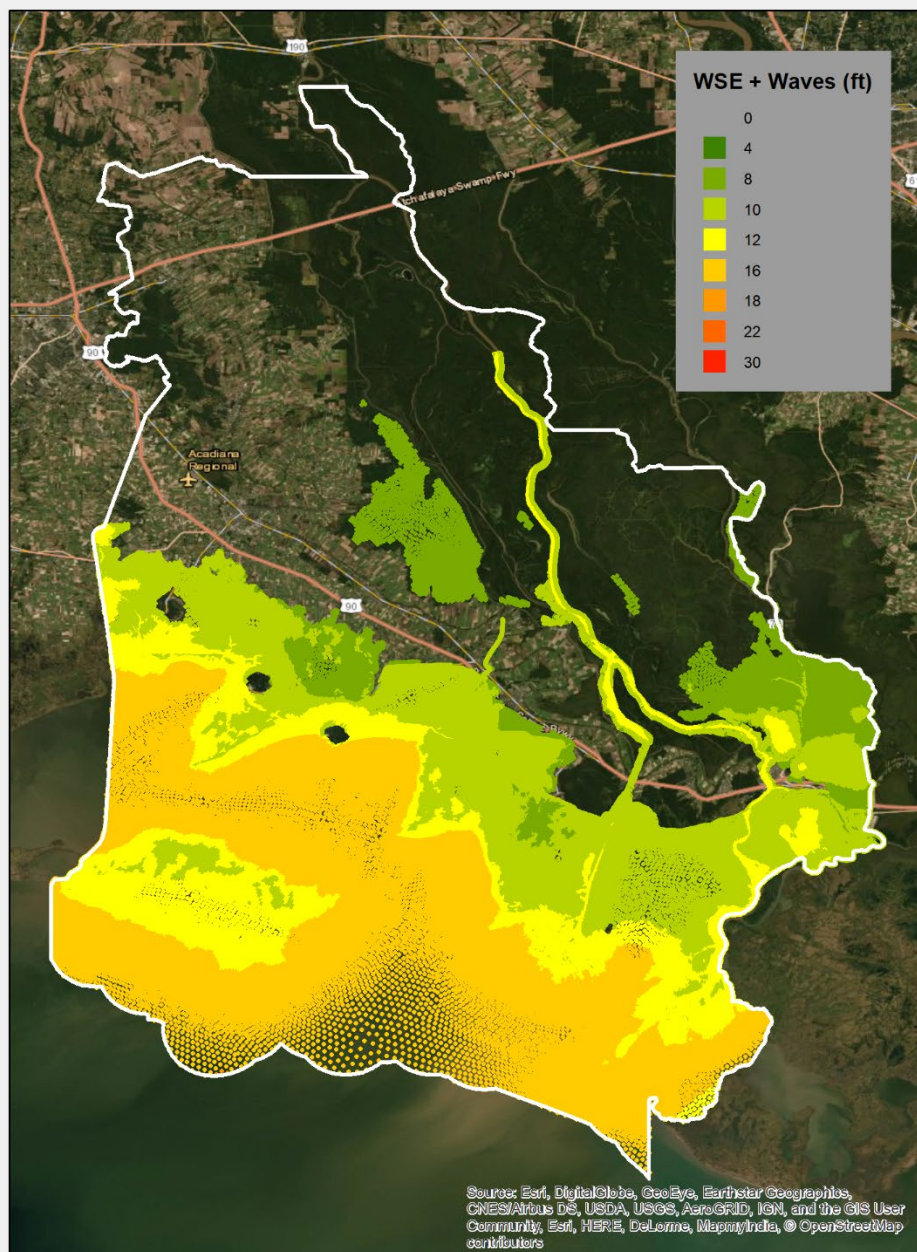 190
WSE + Waves (ft)
0
4
8
10
12
16
18
22
30
6
tchafalaya Swamp Fwy
90
Acadiana
Regional
90
Source: Esri, DigitalGlobe, GeoEye, Earthstar Geographics,
CNES/Airbus DS, USDA, USGS, AeroGRID, IGN, and the GIS User
Community, Esri, HERE, DeLorme, MapmyIndia, © OpenStreetMap
contributors